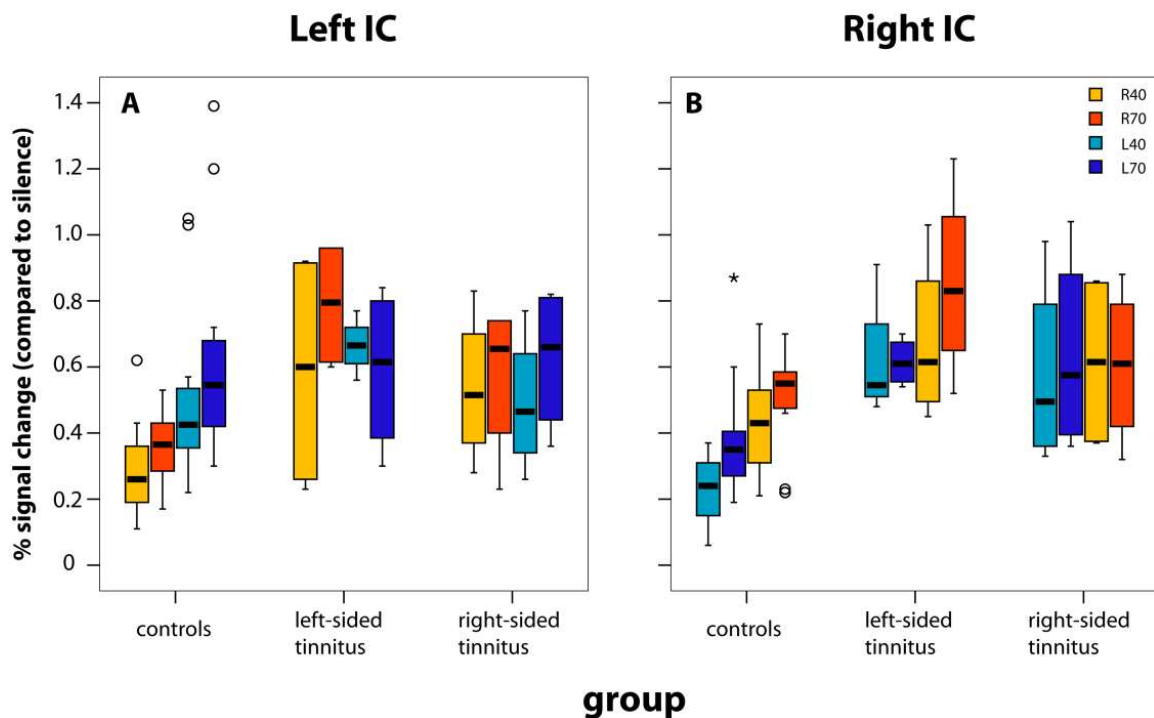 Left IC
Right IC
% signal change (compared to silence)
A
1.4
1.2
1.0
0.8
0.6
0.4
0.2
0
controls
left-sided
tinnitus
right-sided
tinnitus
B
R40
R70
L40
L70
controls
left-sided
tinnitus
right-sided
tinnitus
group